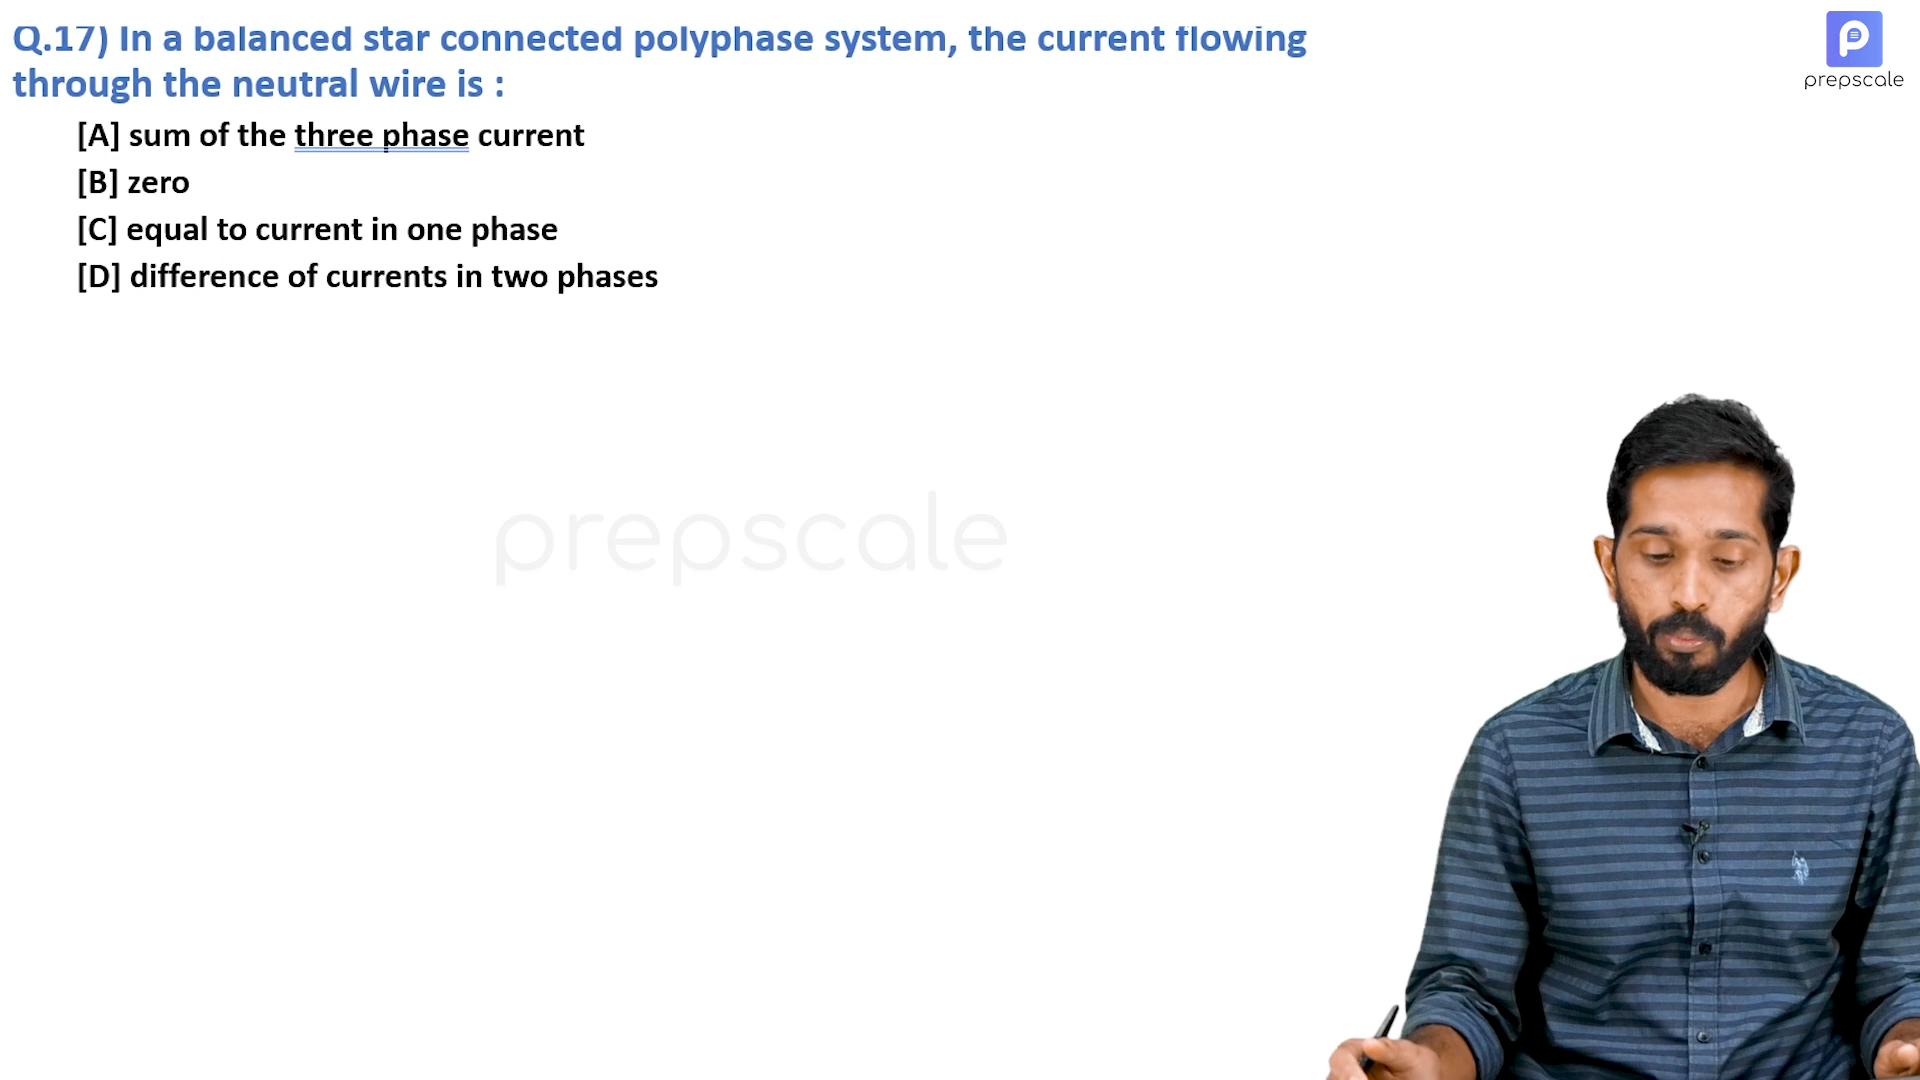 Q.17) In a balanced star connected polyphase system, the current flowing
through the neutral wire is :
[A] sum of the three phase current
[B] zero
[C] equal to current in one phase
[D] difference of currents in two phases
prepscale
prepscale